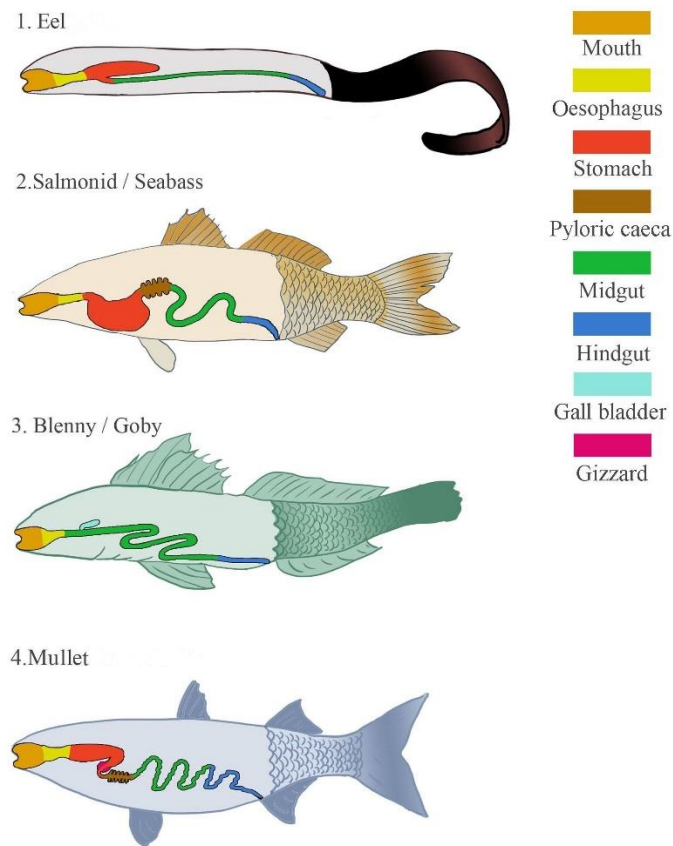 1. Eel
2.Salmonid / Seabass
3. Blenny / Goby
4.Mullet
Mouth
Oesophagus
Stomach
Pyloric caeca
Midgut
Hindgut
Gall bladder
Gizzard